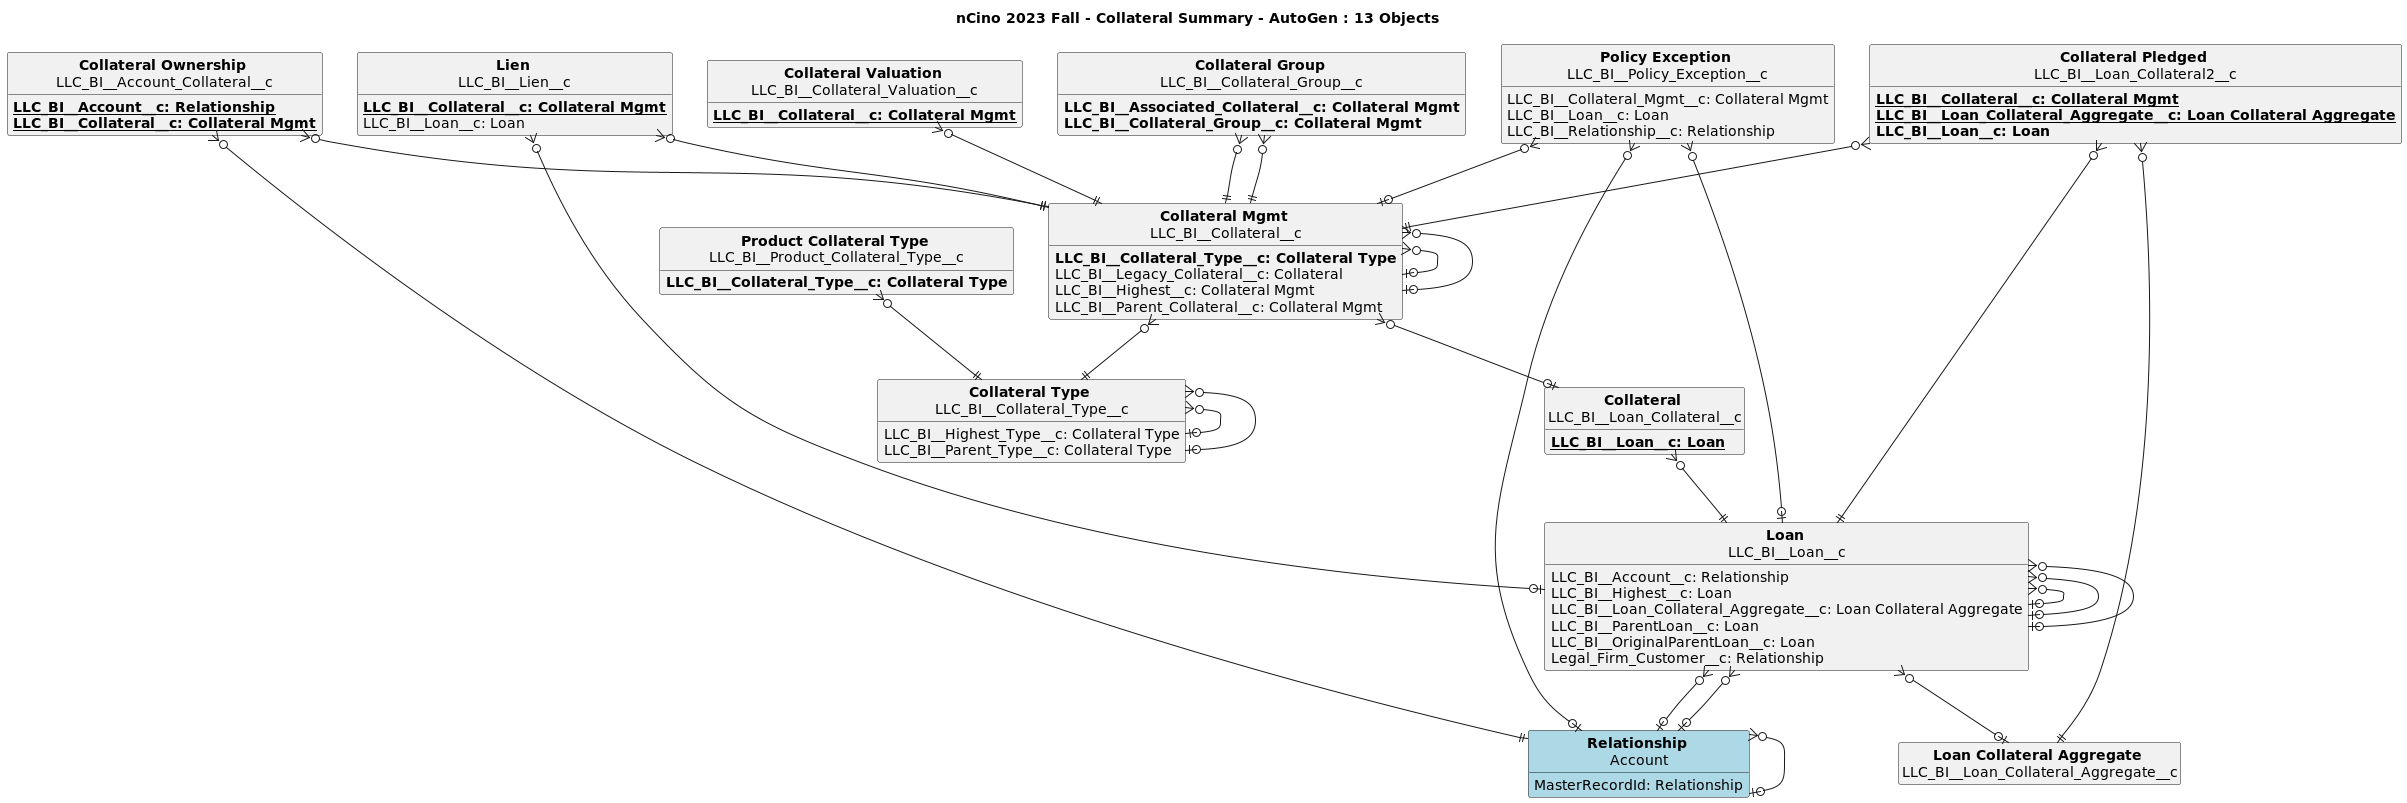 nCino 2023 Fall - Collateral Summary - AutoGen : 13 Objects
Collateral Ownership
LLC_BI__Account_Collateral__c
LLC_BI__Account__c: Relationship
LLC_BI__Collateral__c: Collateral Mgmt
Lien
LLC_BI__Lien__c
LLC_BI__Collateral__c: Collateral Mgmt
LLC_BI__Loan__c: Loan
Collateral Valuation
LLC_BI__Collateral_Valuation__c
LLC_BI__Collateral__c: Collateral Mgmt
Collateral Group
LLC_BI__Collateral_Group__c
LLC_BI__Associated_Collateral__c: Collateral Mgmt
LLC_BI__Collateral_Group__c: Collateral Mgmt
Policy Exception
LLC_BI__Policy_Exception__c
LLC_BI__Collateral_Mgmt__c: Collateral Mgmt
LLC_BI__Loan__c: Loan
LLC_BI__Relationship__c: Relationship
Collateral Pledged
LLC_BI__Loan_Collateral2__c
LLC_BI__Collateral__c: Collateral Mgmt
LLC_BI__Loan_Collateral_Aggregate__c: Loan Collateral Aggregate
LLC_BI__Loan__c: Loan
Product Collateral Type
LLC_BI__Product_Collateral_Type__c
LLC_BI__Collateral_Type__c: Collateral Type
Collateral Mgmt
LLC_BI__Collateral__c
LLC_BI__Collateral_Type__c: Collateral Type
LLC_BI__Legacy_Collateral__c: Collateral
LLC_BI__Highest__c: Collateral Mgmt
LLC_BI__Parent_Collateral__c: Collateral Mgmt
Collateral Type
LLC_BI__Collateral_Type__c
LLC_BI__Highest_Type__c: Collateral Type
LLC_BI__Parent_Type__c: Collateral Type
Collateral
LLC_BI__Loan_Collateral__c
LLC_BI__Loan__c: Loan
Loan
LLC_BI__Loan__c
LLC_BI__Account__c: Relationship
LLC_BI__Highest__c: Loan
LLC_BI__Loan_Collateral_Aggregate__c: Loan Collateral Aggregate
LLC_BI__ParentLoan__c: Loan
LLC_BI__OriginalParentLoan__c: Loan
Legal_Firm_Customer__c: Relationship
Relationship
Account
MasterRecordId: Relationship
Loan Collateral Aggregate
LLC_BI__Loan_Collateral_Aggregate__c